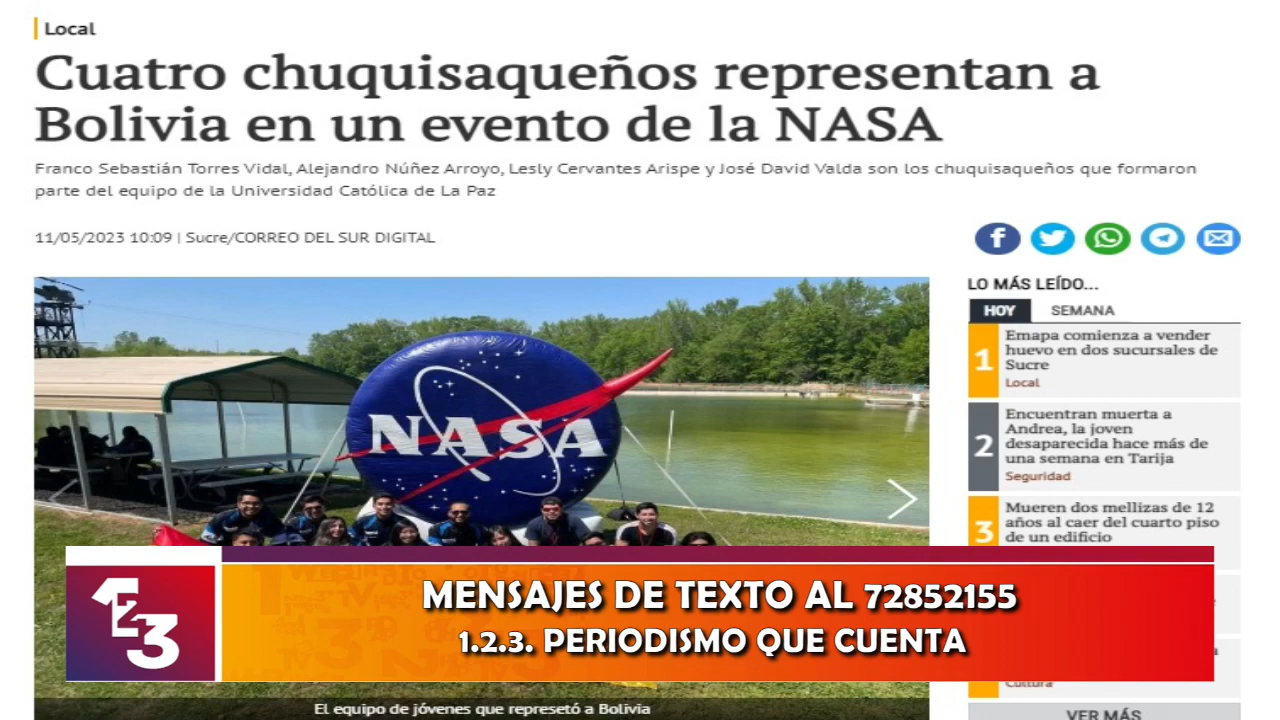 Local
Cuatro chuquisaqueños representan a
Bolivia en un evento de la NASA
Franco Sebastián Torres Vidal, Alejandro Núñez Arroyo, Lesly Cervantes Arispe y José David Valda son los chuquisaqueños que formaron
parte del equipo de la Universidad Católica de La Paz
11/05/2023 10:09 | Sucre/CORREO DEL SUR DIGITAL
LO MÁS LEÍDO...
HOY SEMANA
1
Emapa comienza a vender
huevo en dos sucursales de
Sucre
Local
2
Encuentran muerta a
Andrea, la joven
desaparecida hace más de
una semana en Tarija
Seguridad
3
Mueren dos mellizas de 12
años al caer del cuarto piso
de un edificio
Cultura
VER MÁS
NASA
123
MENSAJES DE TEXTO AL 72852155
1.2.3. PERIODISMO QUE CUENTA
El equipo de jóvenes que represetó a Bolivia